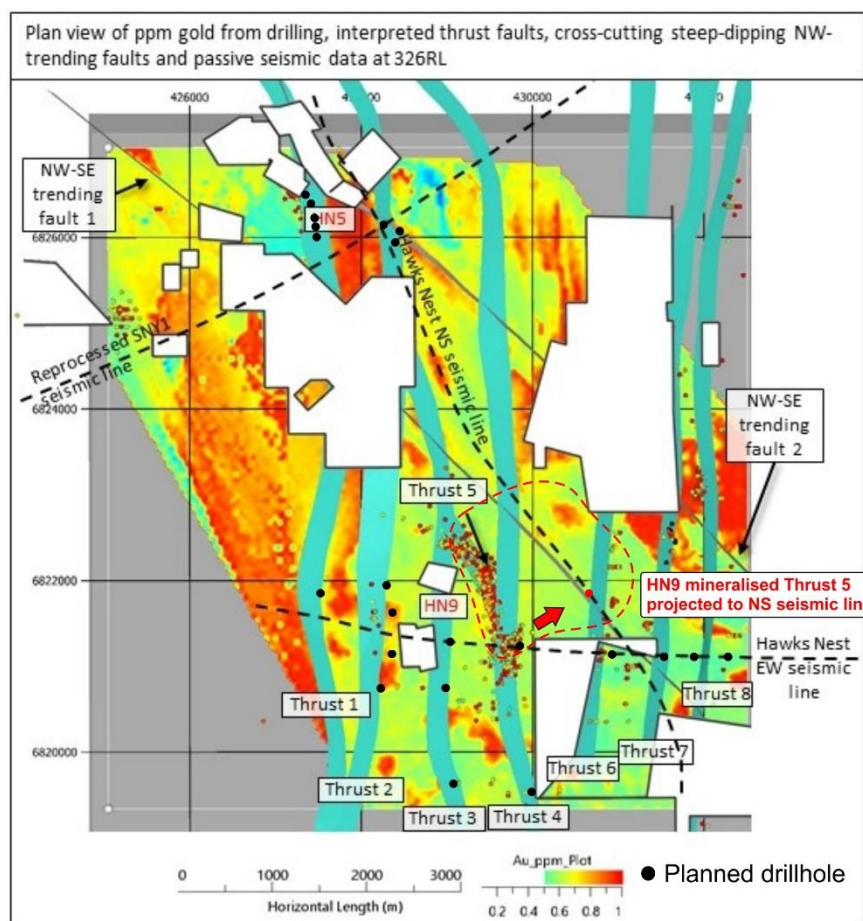 Plan view of ppm gold from drilling, interpreted thrust faults, cross-cutting steep-dipping NW-
trending faults and passive seismic data at 326RL
426000
430000
NW-SE
trending
fault 1
HN5
6826000
Hawks Nest NS seismic line
Reprocessed SNY1
seismic line
6824000
NW-SE
trending
fault 2
Thrust 5
6822000
HN9 mineralised Thrust 5
projected to NS seismic lin
HN9
Hawks Nest
EW seismic
line
Thrust 1
Thrust 8
Thrust 7
Thrust 6
6820000
Thrust 2
Thrust 3
Thrust 4
Au_ppm_Plot
Planned drillhole
0 1000 2000 3000
0.2 0.4 0.6 0.8 1
Horizontal Length (m)